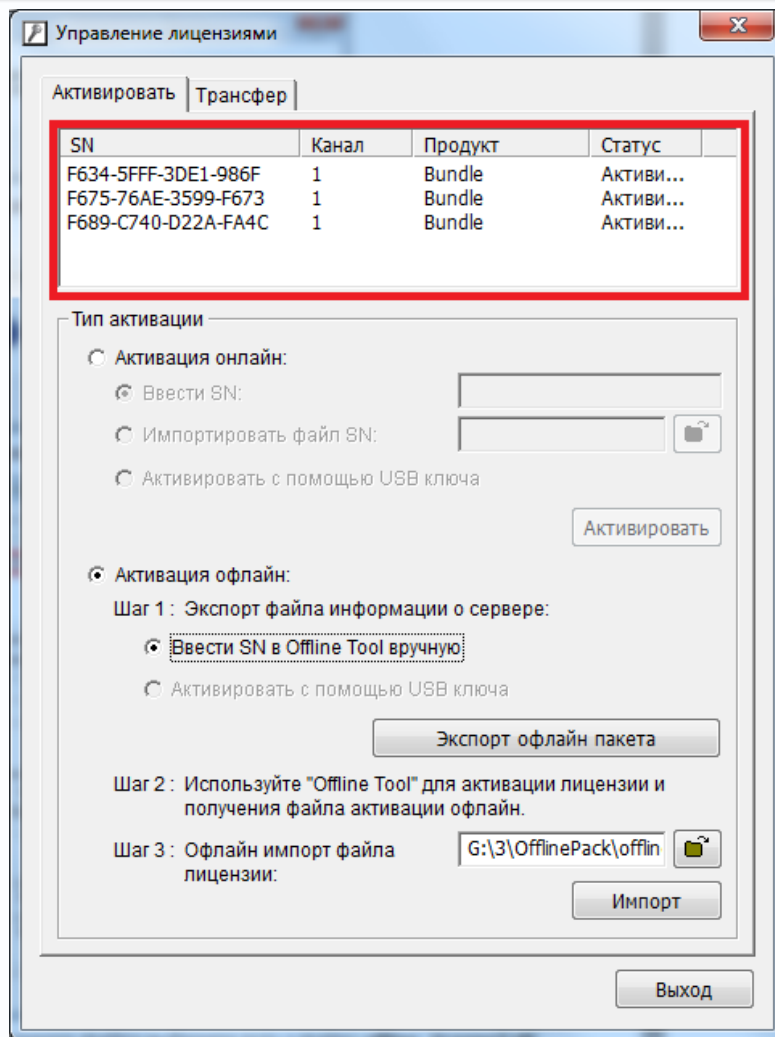 Управление лицензиями
Активировать Трансфер
SN Канал Продукт Статус
F634-5FFF-3DE1-986F 1 Bundle Активи...
F675-76AE-3599-F673 1 Bundle Активи...
F689-C740-D22A-FA4C 1 Bundle Активи...
Тип активации
Активация онлайн:
Ввести SN:
Импортировать файл SN:
Активировать с помощью USB ключа
Активировать
Активация офлайн:
Шаг 1 : Экспорт файла информации о сервере:
Ввести SN в Offline Tool вручную
Активировать с помощью USB ключа
Экспорт офлайн пакета
Шаг 2 : Используйте "Offline Tool" для активации лицензии и
получения файла активации офлайн.
Шаг 3 : Офлайн импорт файла
лицензии:
G:\3\OfflinePack\offlin
Импорт
Выход